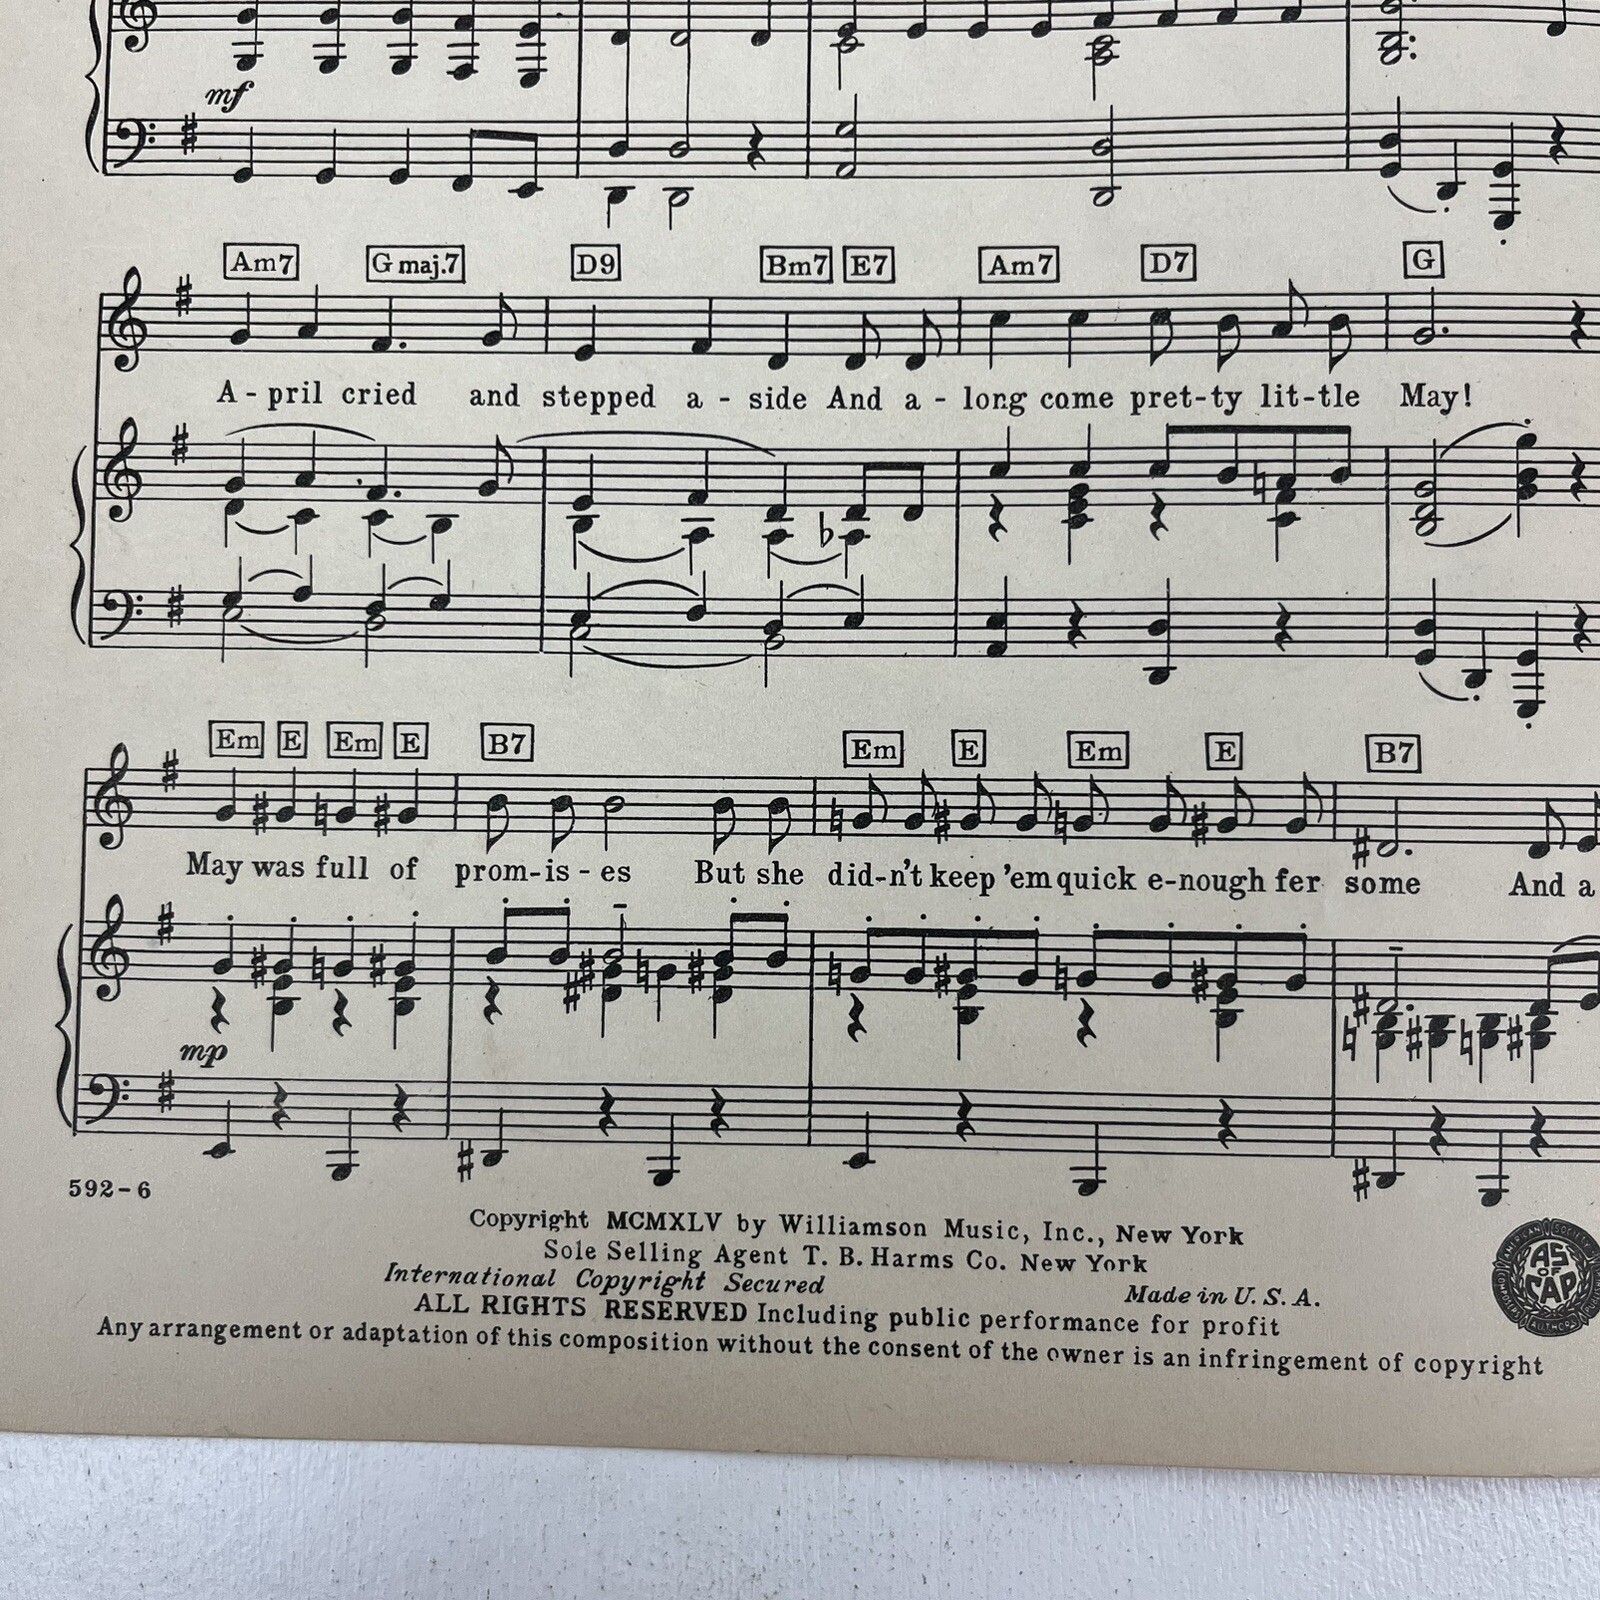 mf
Am7 G maj.7 D9 Bm7 E7 Am7 D7 G
A - pril cried and stepped a - side And a - long come pret-ty lit-tle May!
Em E Em E B7 Em E Em E B7
May was full of prom-is - es But she did-n't keep 'em quick e-nough fer some And a
mp
592-6
Copyright MCMXLV by Williamson Music, Inc., New York
Sole Selling Agent T. B. Harms Co. New York
International Copyright Secured Made in U. S. A.
ALL RIGHTS RESERVED Including public performance for profit
Any arrangement or adaptation of this composition without the consent of the owner is an infringement of copyright
AS
OF
CAP